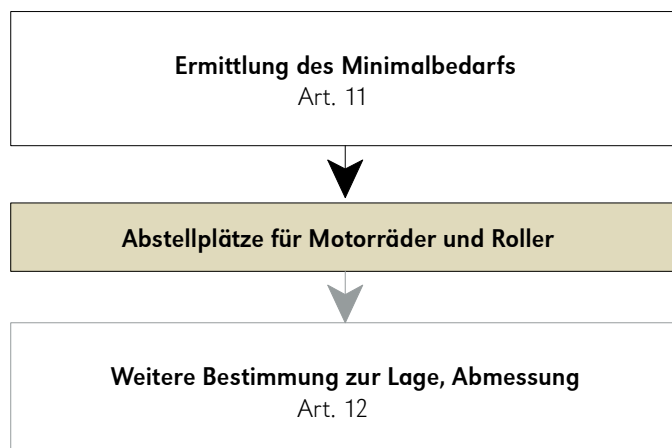 Ermittlung des Minimalbedarfs
Art. 11
Abstellplätze für Motorräder und Roller
Weitere Bestimmung zur Lage, Abmessung
Art. 12